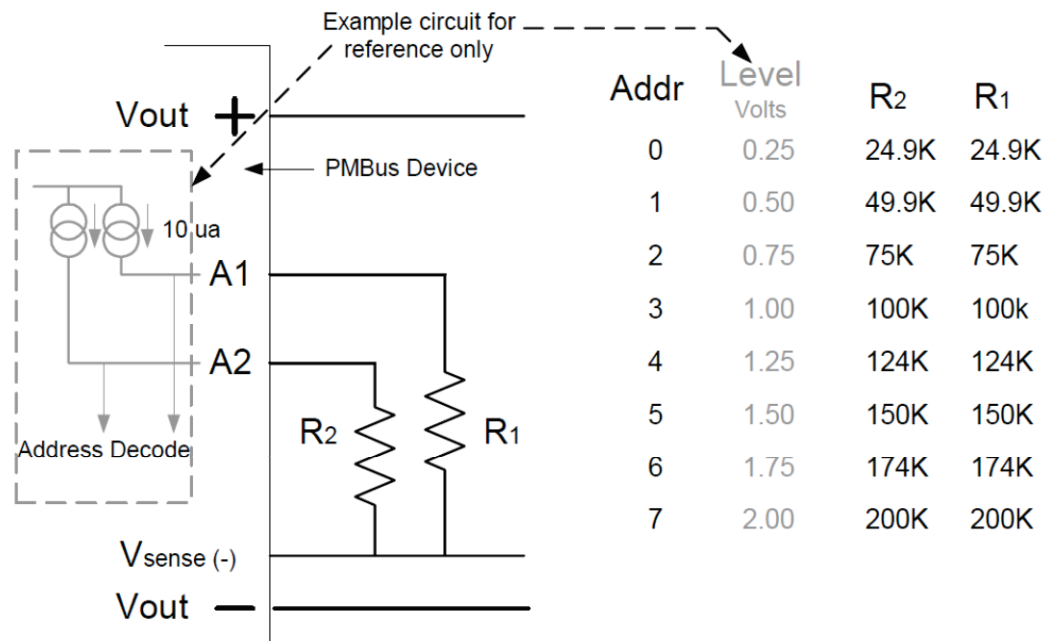 Example circuit for
reference only
Vout +
PMBus Device
10 ua
A1
A2
R2
R1
Address Decode
Vsense (-)
Vout −
Addr Level Volts R2 R1
0 0.25 24.9K 24.9K
1 0.50 49.9K 49.9K
2 0.75 75K 75K
3 1.00 100K 100k
4 1.25 124K 124K
5 1.50 150K 150K
6 1.75 174K 174K
7 2.00 200K 200K